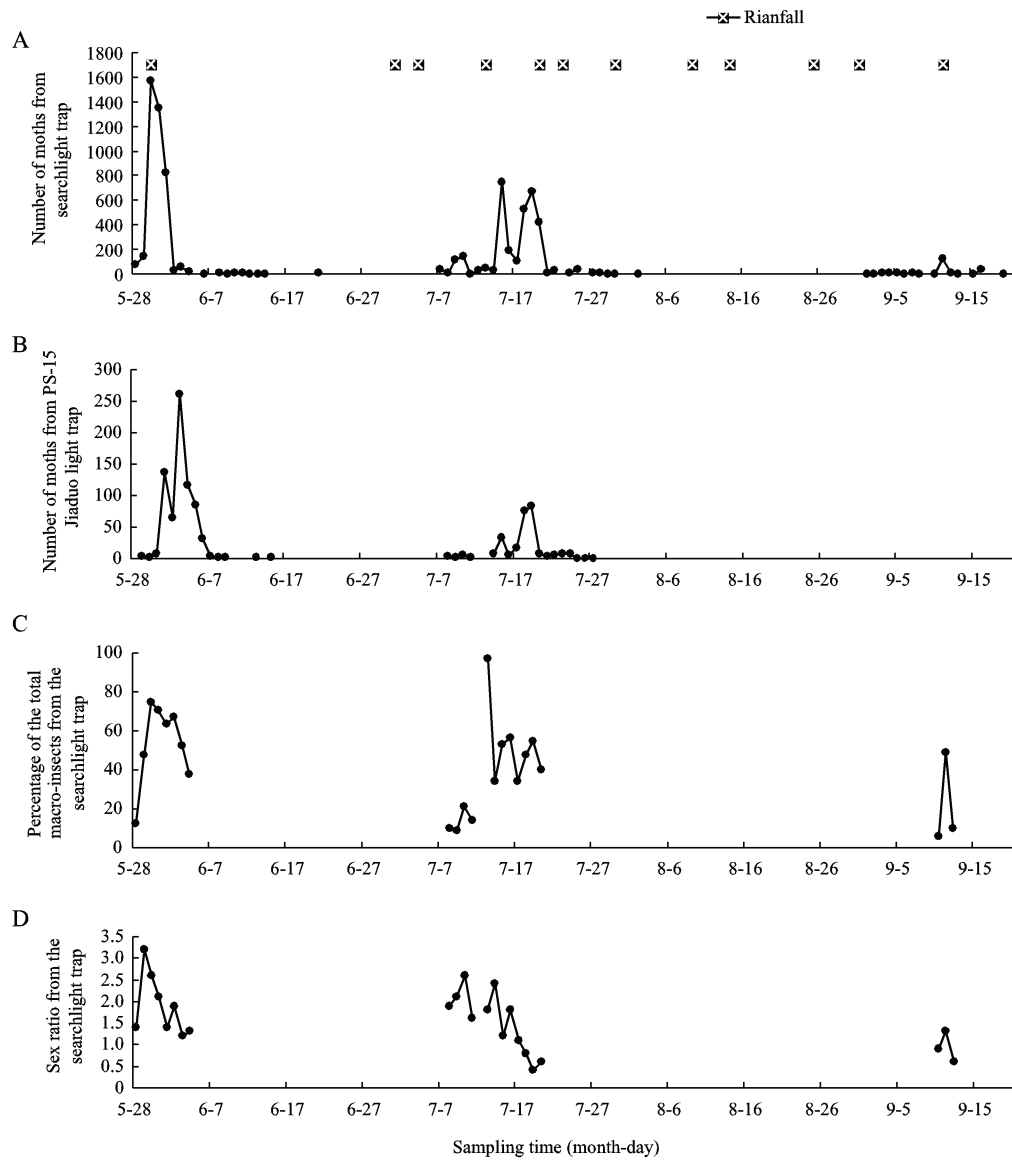 Rianfall
A
Number of moths from
searchlight trap
1800
1600
1400
1200
1000
800
600
400
200
0
5-28 6-7 6-17 6-27 7-7 7-17 7-27 8-6 8-16 8-26 9-5 9-15
B
Number of moths from PS-15
Jiaduo light trap
300
250
200
150
100
50
0
5-28 6-7 6-17 6-27 7-7 7-17 7-27 8-6 8-16 8-26 9-5 9-15
C
Percentage of the total
macro-insects from the
searchlight trap
100
80
60
40
20
0
5-28 6-7 6-17 6-27 7-7 7-17 7-27 8-6 8-16 8-26 9-5 9-15
D
Sex ratio from the
searchlight trap
3.5
3.0
2.5
2.0
1.5
1.0
0.5
0
5-28 6-7 6-17 6-27 7-7 7-17 7-27 8-6 8-16 8-26 9-5 9-15
Sampling time (month-day)